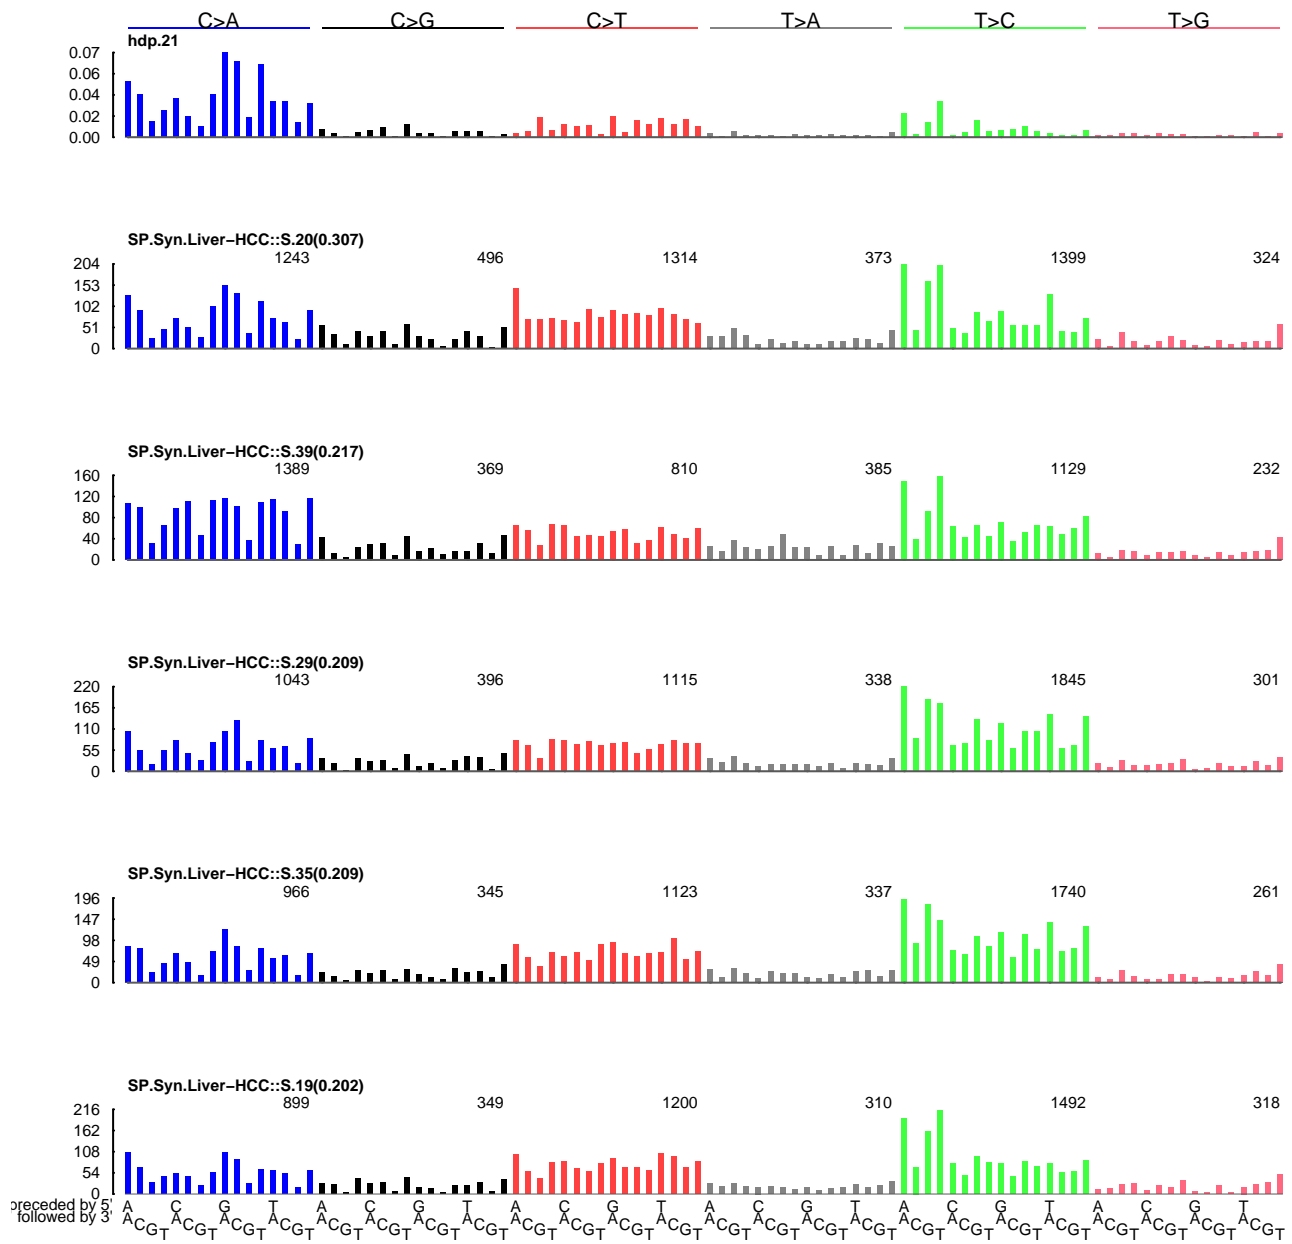 C>A C>G C>T T>A T>C T>G
hdp.21
0.07
0.06
0.04
0.02
0.00
SP.Syn.Liver−HCC::S.20(0.307)
1243 496 1314 373 1399 324
204
153
102
51
0
SP.Syn.Liver−HCC::S.39(0.217)
1389 369 810 385 1129 232
160
120
80
40
0
SP.Syn.Liver−HCC::S.29(0.209)
1043 396 1115 338 1845 301
220
165
110
55
0
SP.Syn.Liver−HCC::S.35(0.209)
966 345 1123 337 1740 261
196
147
98
49
0
SP.Syn.Liver−HCC::S.19(0.202)
899 349 1200 310 1492 318
216
162
108
54
0
preceded by 5' A C G T A C G T A C G T A C G T A C G T A C G T
followed by 3' A C G T A C G T A C G T A C G T A C G T A C G T A C G T A C G T A C G T A C G T A C G T A C G T A C G T A C G T A C G T A C G T A C G T A C G T A C G T A C G T A C G T A C G T A C G T A C G T